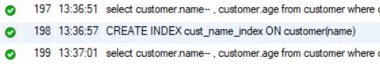 197 13:36:51 select customer.name-- , customer.age from customer where
198 13:36:57 CREATE INDEX cust_name_index ON customer(name)
199 13:37:01 select customer.name-- , customer.age from customer where